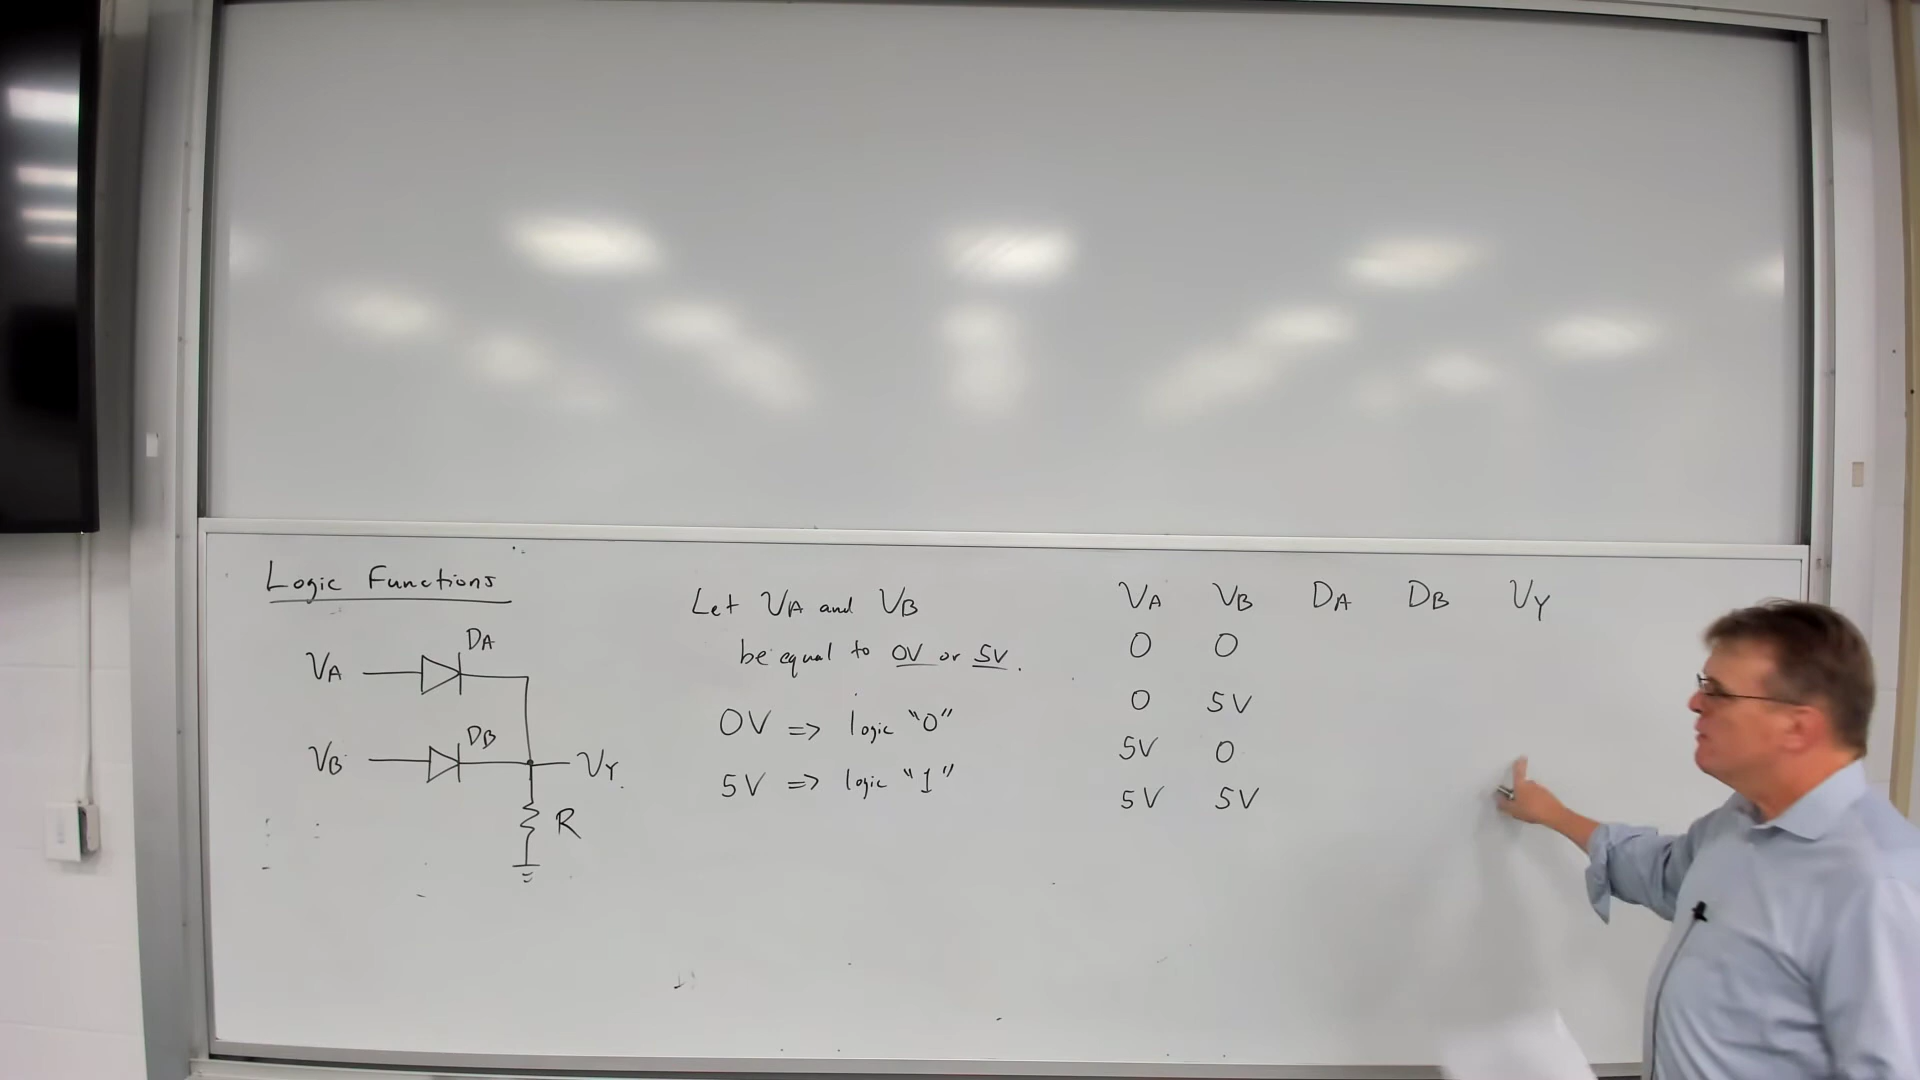 Logic Functions
VA
DA
VB
DB
VY
R
Let VA and VB
be equal to 0V or 5V.
0V => logic "0"
5V => logic "1"
VA VB DA DB VY
0 0
0 5V
5V 0
5V 5V